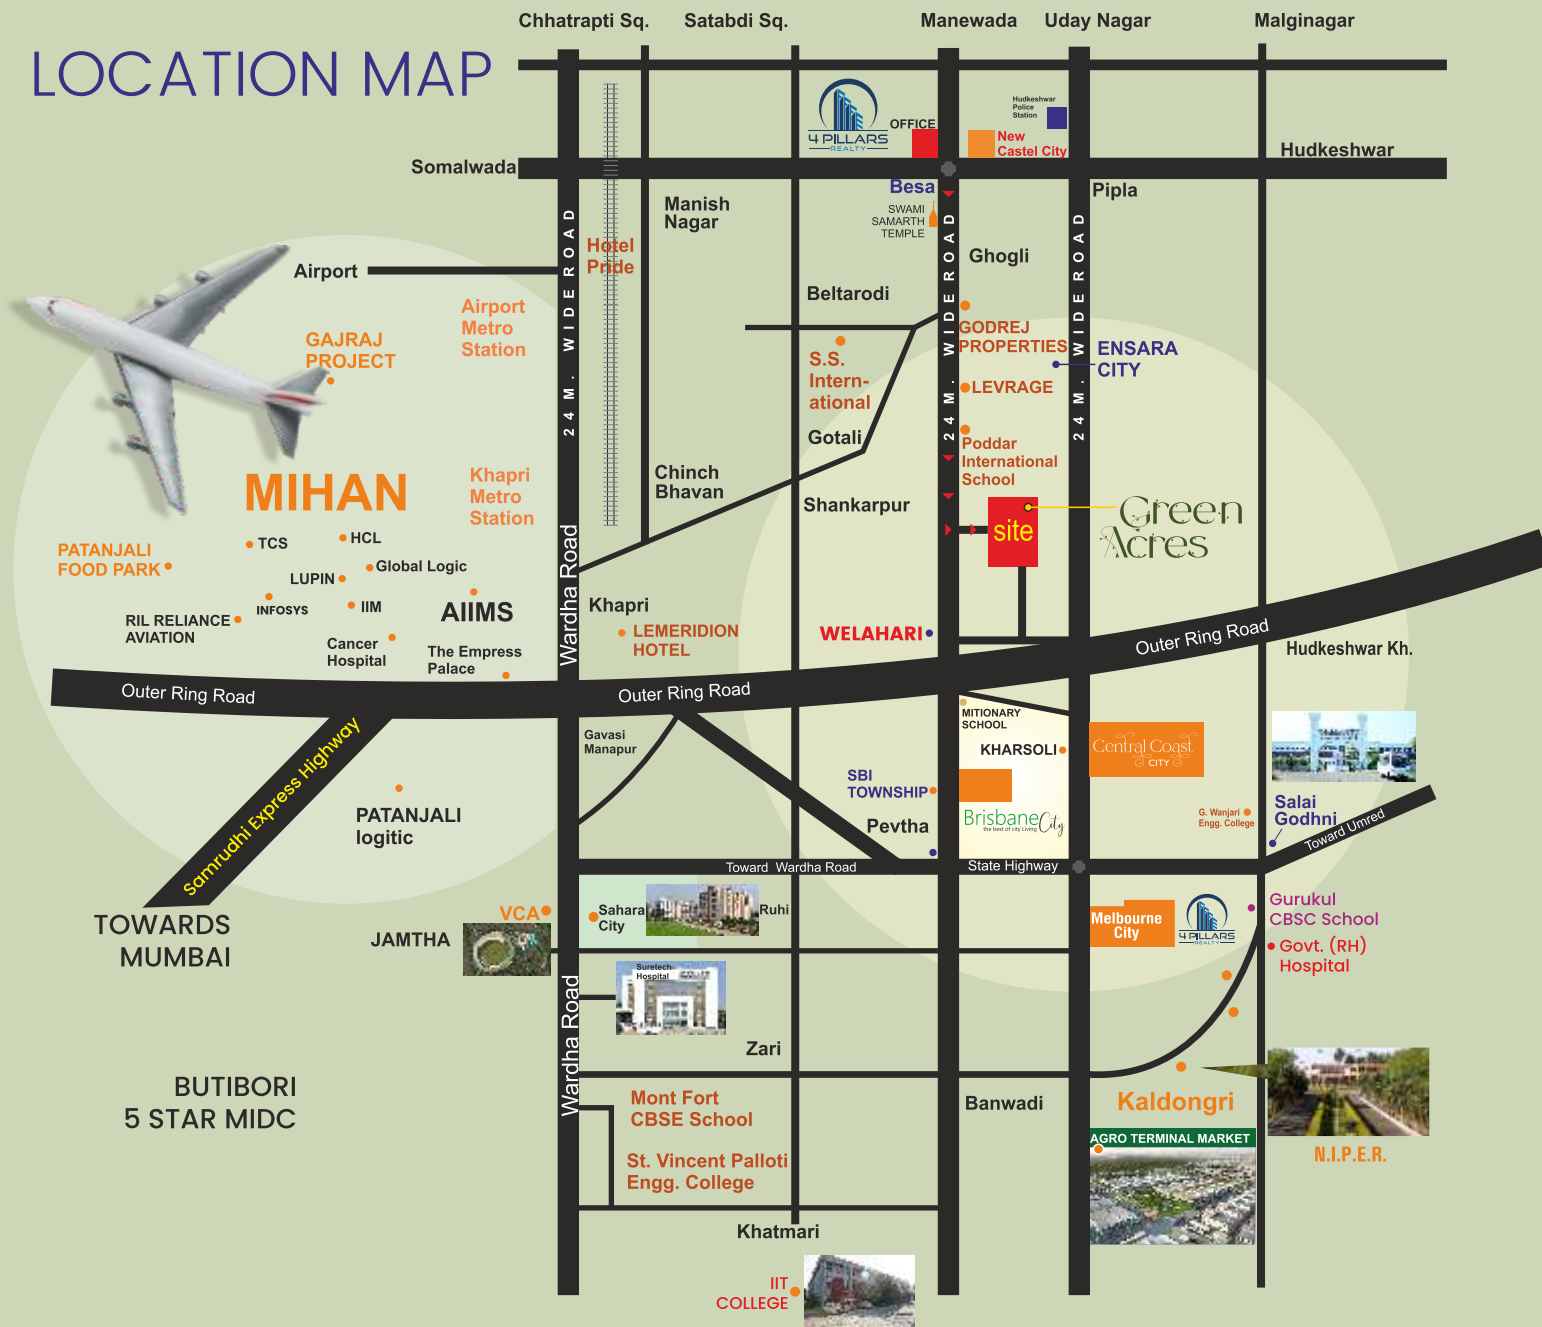 Chhatrapti Sq.
Satabdi Sq.
Manewada
Uday Nagar
Malginagar
LOCATION MAP
4 PILLARS
REALTY
OFFICE
Hudkeshwar
Police
Station
New
Castel City
Hudkeshwar
Somalwada
Besa
Pipla
SWAMI
SAMARTH
TEMPLE
Manish
Nagar
24 M. WIDE ROAD
24 M. WIDE ROAD
24 M. WIDE ROAD
Hotel
Pride
Ghogli
Airport
Beltarodi
Airport
Metro
Station
GAJRAJ
PROJECT
GODREJ
PROPERTIES
ENSARA
CITY
S.S.
Intern-
ational
LEVRAGE
Gotali
Poddar
International
School
MIHAN
Khapri
Metro
Station
Chinch
Bhavan
Shankarpur
site
Green
Acres
TCS
HCL
PATANJALI
FOOD PARK
Global Logic
LUPIN
INFOSYS
IIM
AIIMS
RIL RELIANCE
AVIATION
Cancer
Hospital
The Empress
Palace
Wardha Road
Khapri
LEMERIDION
HOTEL
WELAHARI
Outer Ring Road
Hudkeshwar Kh.
Outer Ring Road
Outer Ring Road
Samrudhi Express Highway
Gavasi
Manapur
MITIONARY
SCHOOL
KHARSOLI
Central Coast
CITY
SBI
TOWNSHIP
PATANJALI
logitic
Pevtha
Brisbane City
the best of city Living
G. Wanjari
Engg. College
Salai
Godhni
Toward Umred
Toward Wardha Road
State Highway
TOWARDS
MUMBAI
VCA
JAMTHA
Sahara
City
Ruhi
Melbourne
City
4 PILLARS
REALTY
Gurukul
CBSC School
Govt. (RH)
Hospital
Suretech
Hospital
Wardha Road
Zari
BUTIBORI
5 STAR MIDC
Mont Fort
CBSE School
Banwadi
Kaldongri
AGRO TERMINAL MARKET
N.I.P.E.R.
St. Vincent Palloti
Engg. College
Khatmari
IIT
COLLEGE